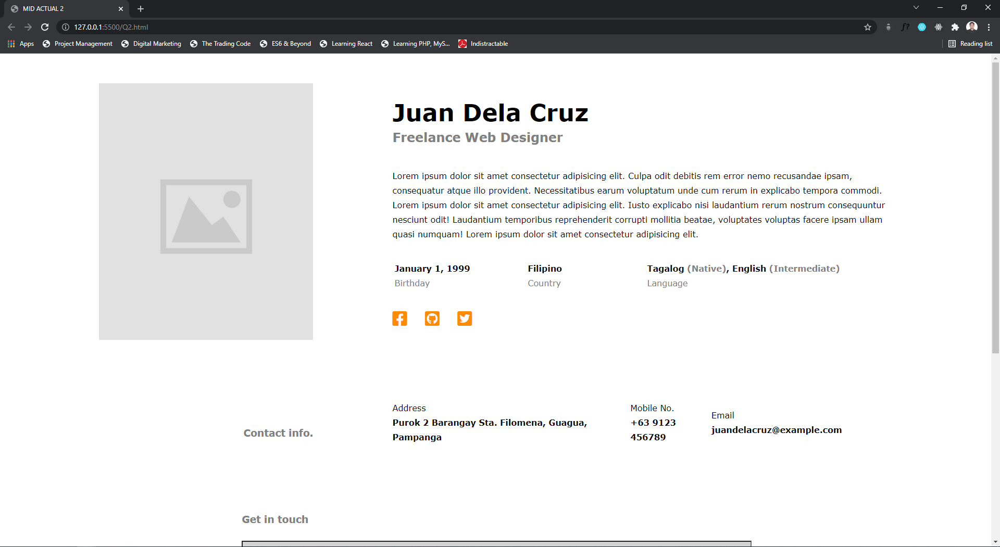 MID ACTUAL 2
127.0.0.1:5500/Q2.html
f?
Apps Project Management Digital Marketing The Trading Code ES6 & Beyond Learning React Learning PHP, MyS... Indistractable Reading list
Juan Dela Cruz
Freelance Web Designer
Lorem ipsum dolor sit amet consectetur adipisicing elit. Culpa odit debitis rem error nemo recusandae ipsam,
consequatur atque illo provident. Necessitatibus earum voluptatum unde cum rerum in explicabo tempora commodi.
Lorem ipsum dolor sit amet consectetur adipisicing elit. Iusto explicabo nisi laudantium rerum nostrum consequuntur
nesciunt odit! Laudantium temporibus reprehenderit corrupti mollitia beatae, voluptates voluptas facere ipsam ullam
quasi numquam! Lorem ipsum dolor sit amet consectetur adipisicing elit.
January 1, 1999
Birthday
Filipino
Country
Tagalog (Native), English (Intermediate)
Language
Contact info.
Address
Purok 2 Barangay Sta. Filomena, Guagua,
Pampanga
Mobile No.
+63 9123
456789
Email
juandelacruz@example.com
Get in touch